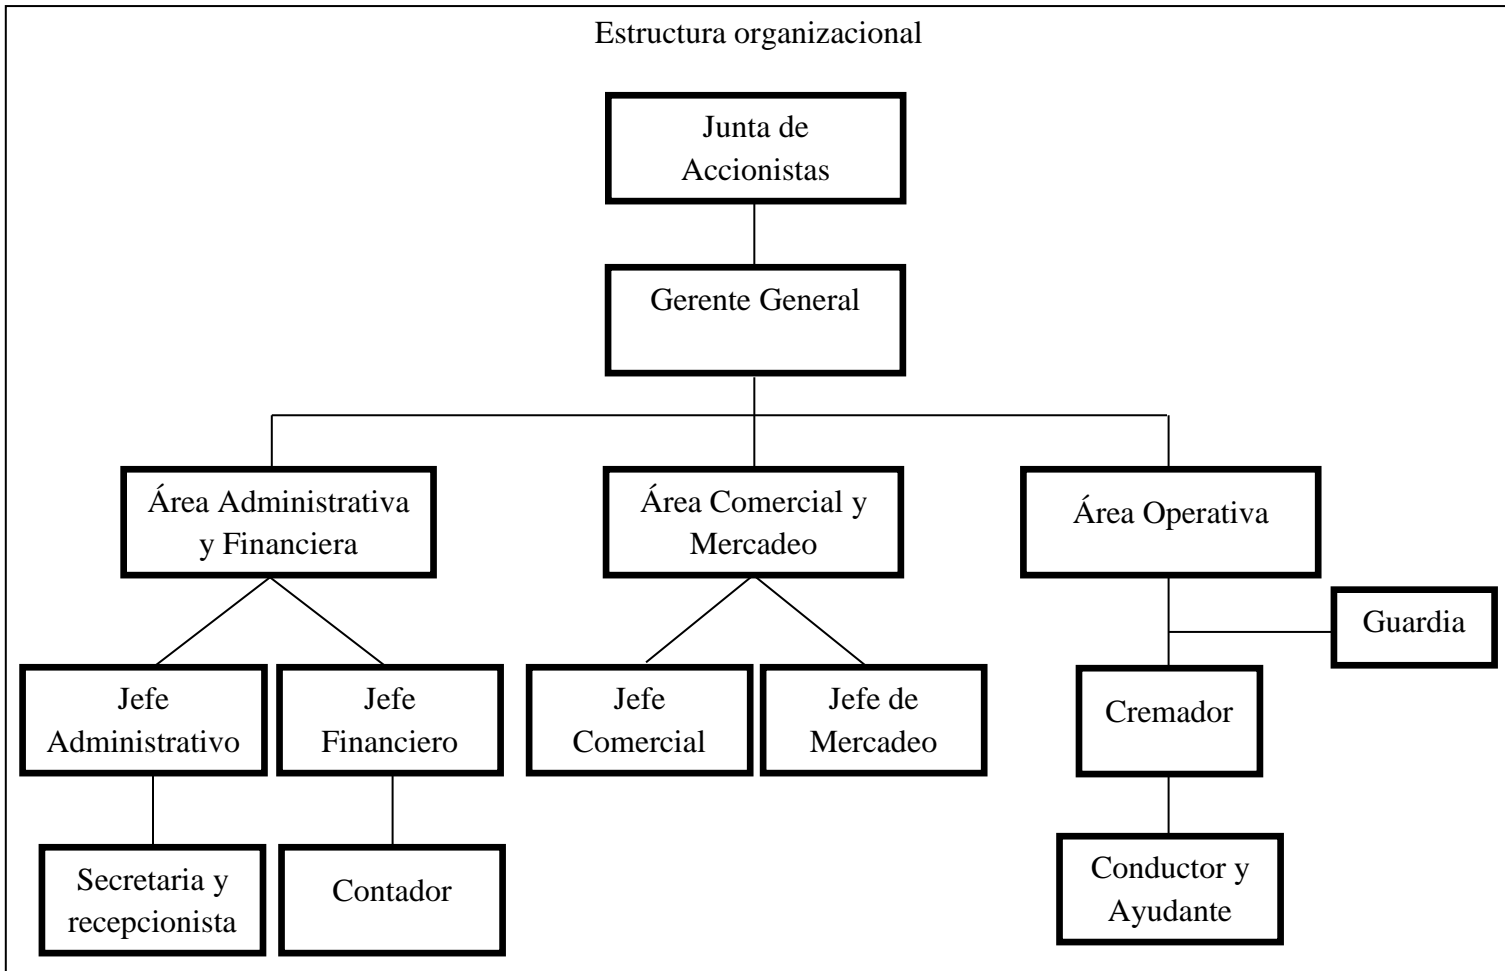 Estructura organizacional
Junta de
Accionistas
Gerente General
Área Administrativa
y Financiera
Área Comercial y
Mercadeo
Área Operativa
Guardia
Jefe
Administrativo
Jefe
Financiero
Jefe
Comercial
Jefe de
Mercadeo
Cremador
Secretaria y
recepcionista
Contador
Conductor y
Ayudante